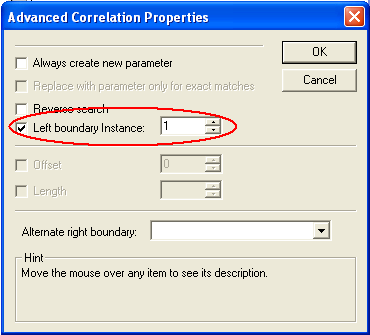 Advanced Correlation Properties
OK
Always create new parameter
Cancel
Replace with parameter only for exact matches
Reverse search
Left boundary Instance: 1
Offset 0
Length
Alternate right boundary:
Hint
Move the mouse over any item to see its description.